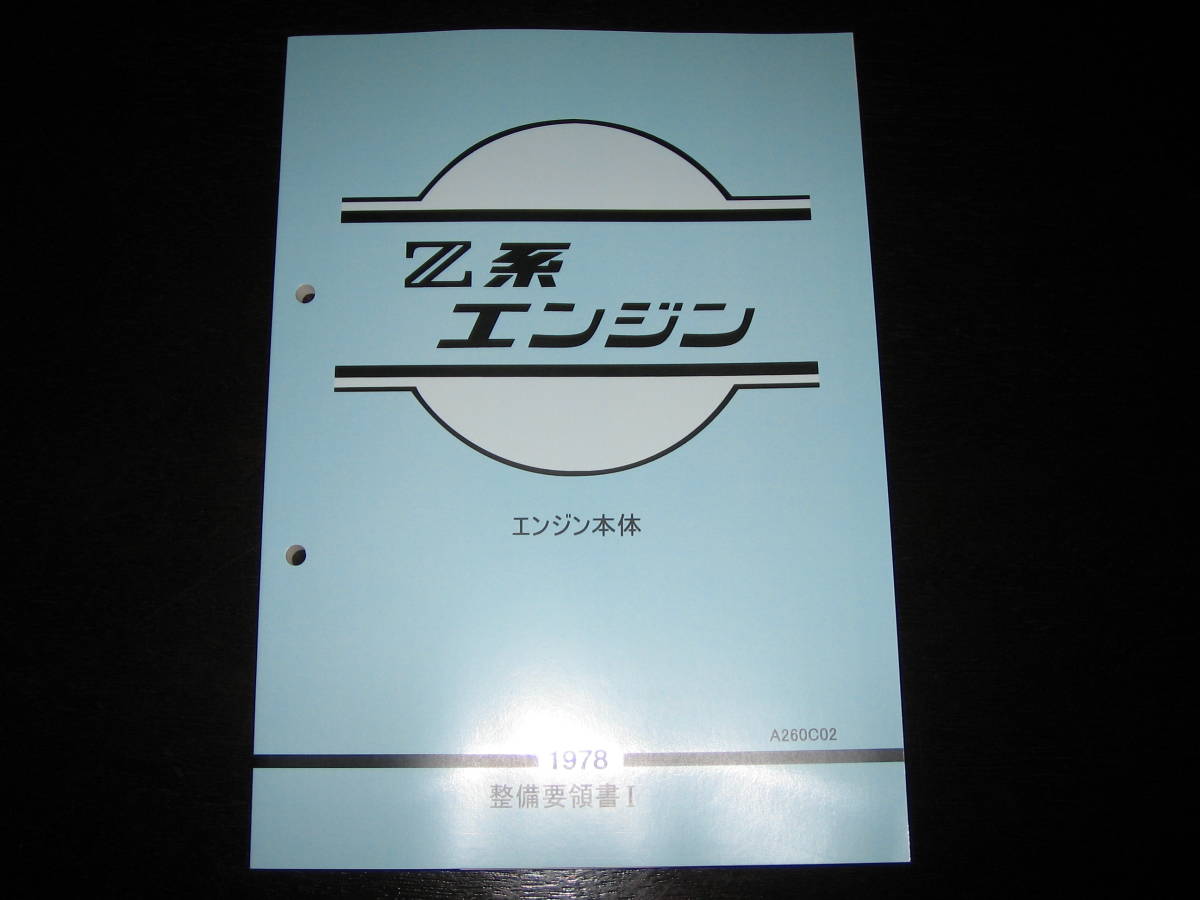 Z系
エンジン
エンジン本体
A260C02
1978
整備要領書Ⅰ